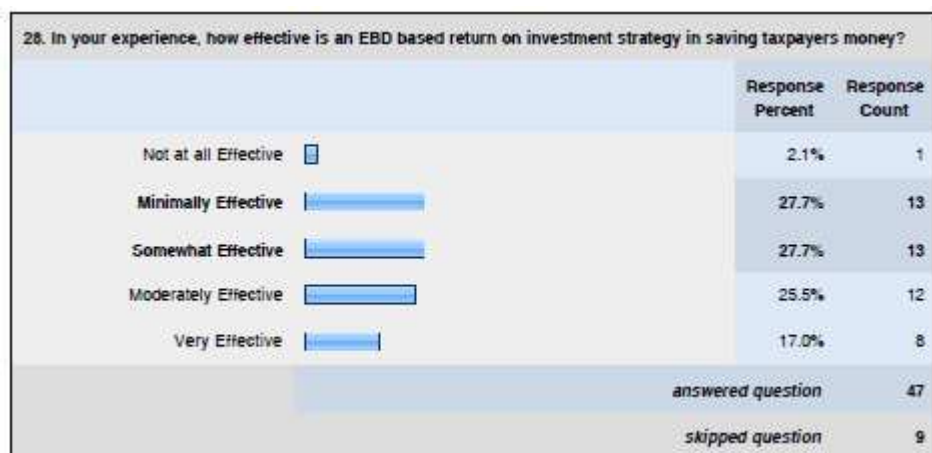 28. In your experience, how effective is an EBD based return on investment strategy in saving taxpayers money?
Response Percent Response Count
Not at all Effective 2.1% 1
Minimally Effective 27.7% 13
Somewhat Effective 27.7% 13
Moderately Effective 25.5% 12
Very Effective 17.0% 8
answered question 47
skipped question 9